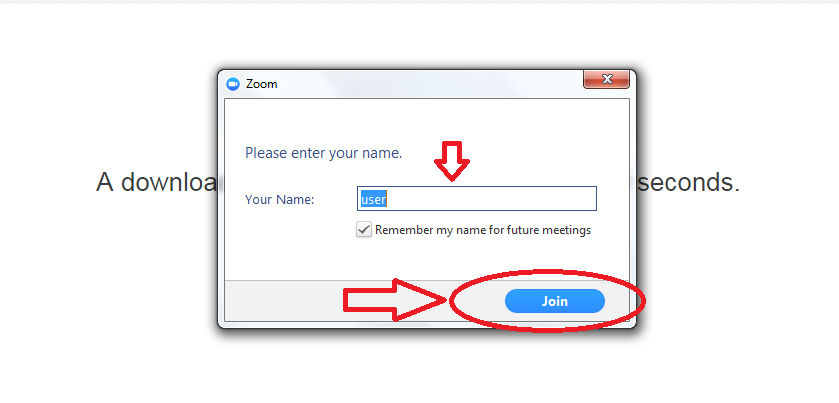 Zoom
Please enter your name.
A downloa
seconds.
Your Name:
user
Remember my name for future meetings
Join